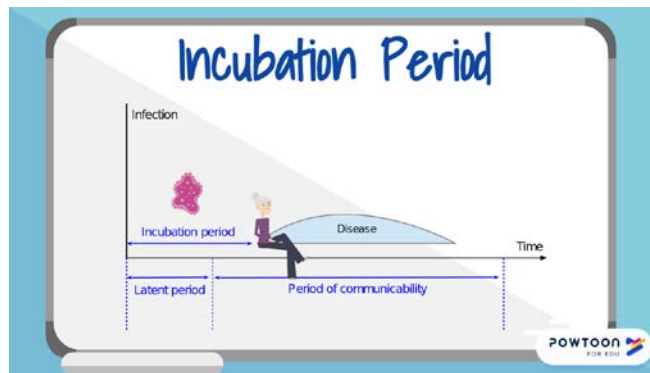 Incubation Period
Infection
Incubation period
Disease
Time
Latent period
Period of communicability
POWTOON
FOR EDU